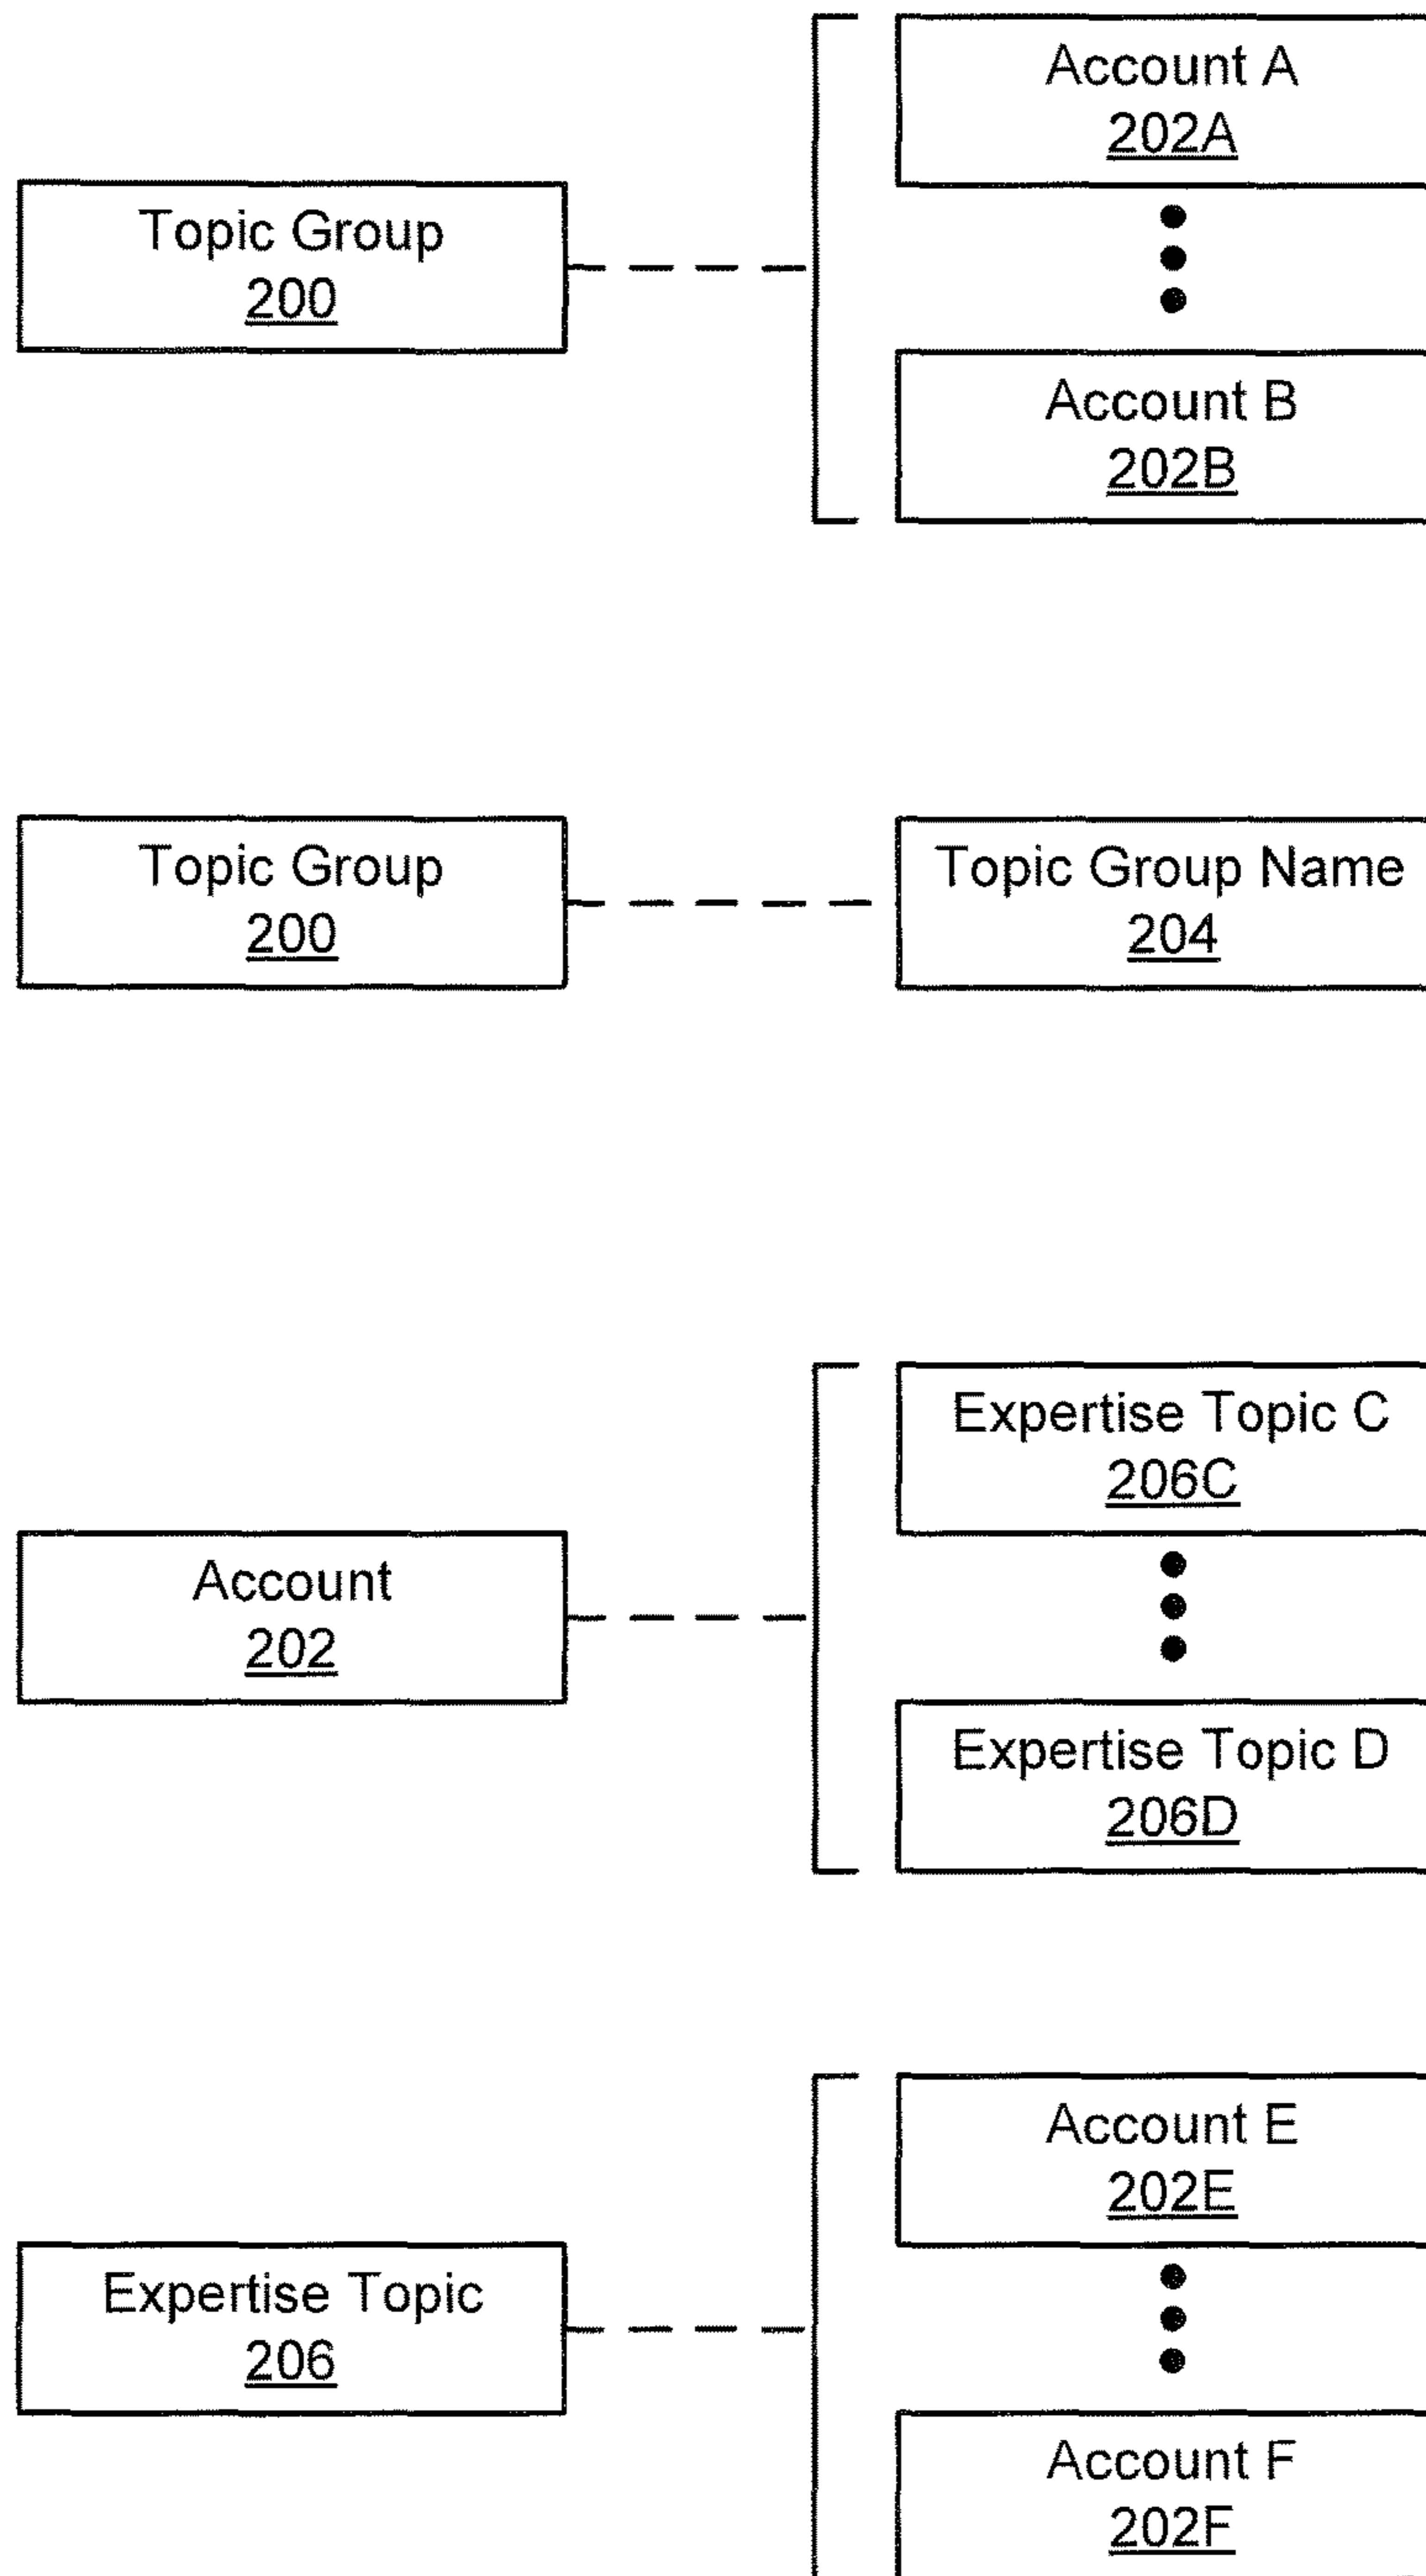 Account A
202A
Topic Group
200
Account B
202B
Topic Group
200
Topic Group Name
204
Expertise Topic C
206C
Account
202
Expertise Topic D
206D
Account E
202E
Expertise Topic
206
Account F
202F